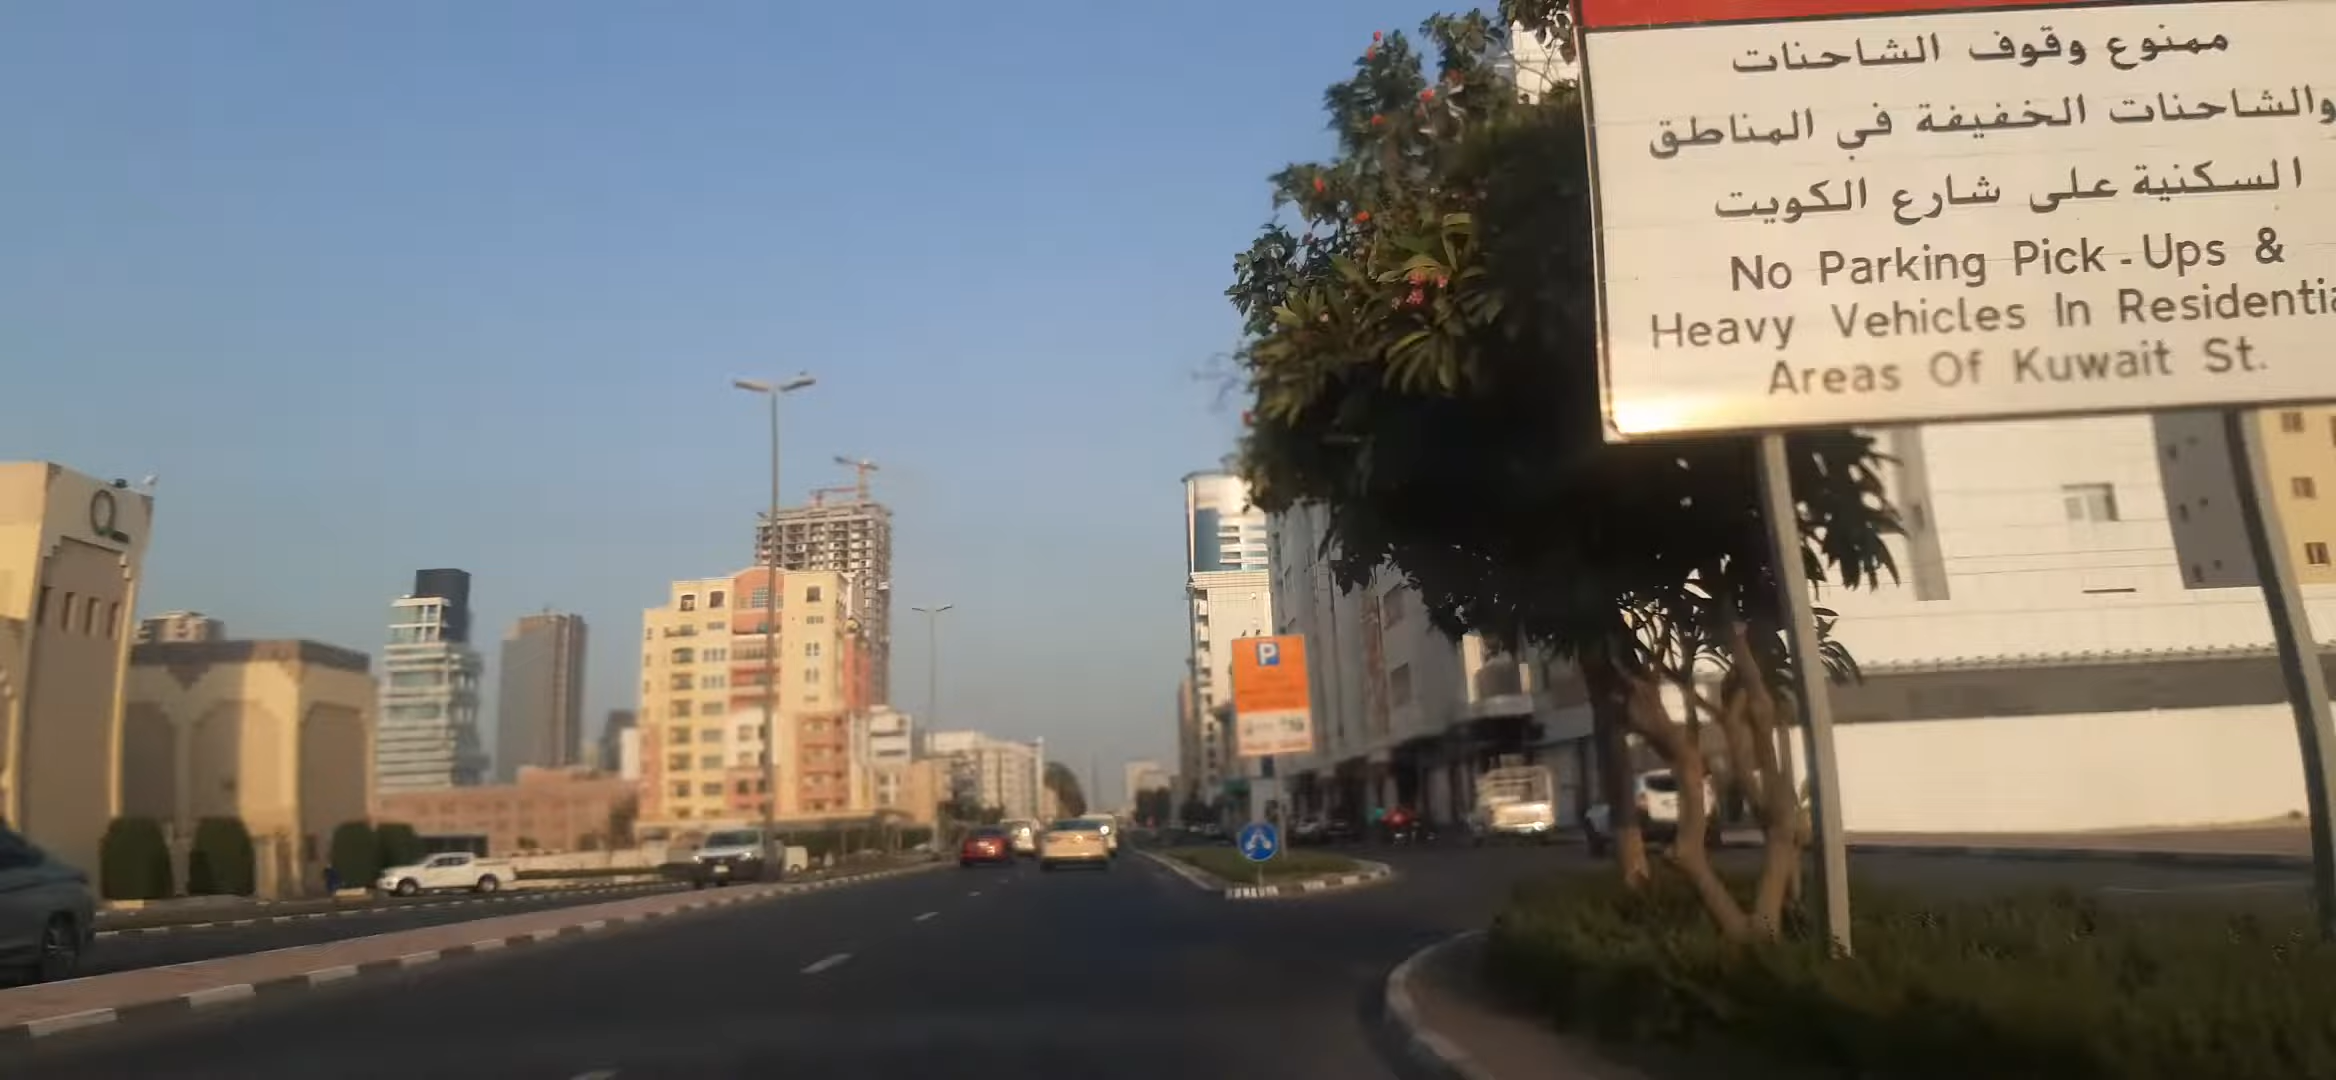 ممنوع وقوف الشاحنات
والشاحنات الخفيفة في المناطق
السكنية على شارع الكويت
No Parking Pick-Ups &
Heavy Vehicles In Residentia
Areas Of Kuwait St.
Q
P